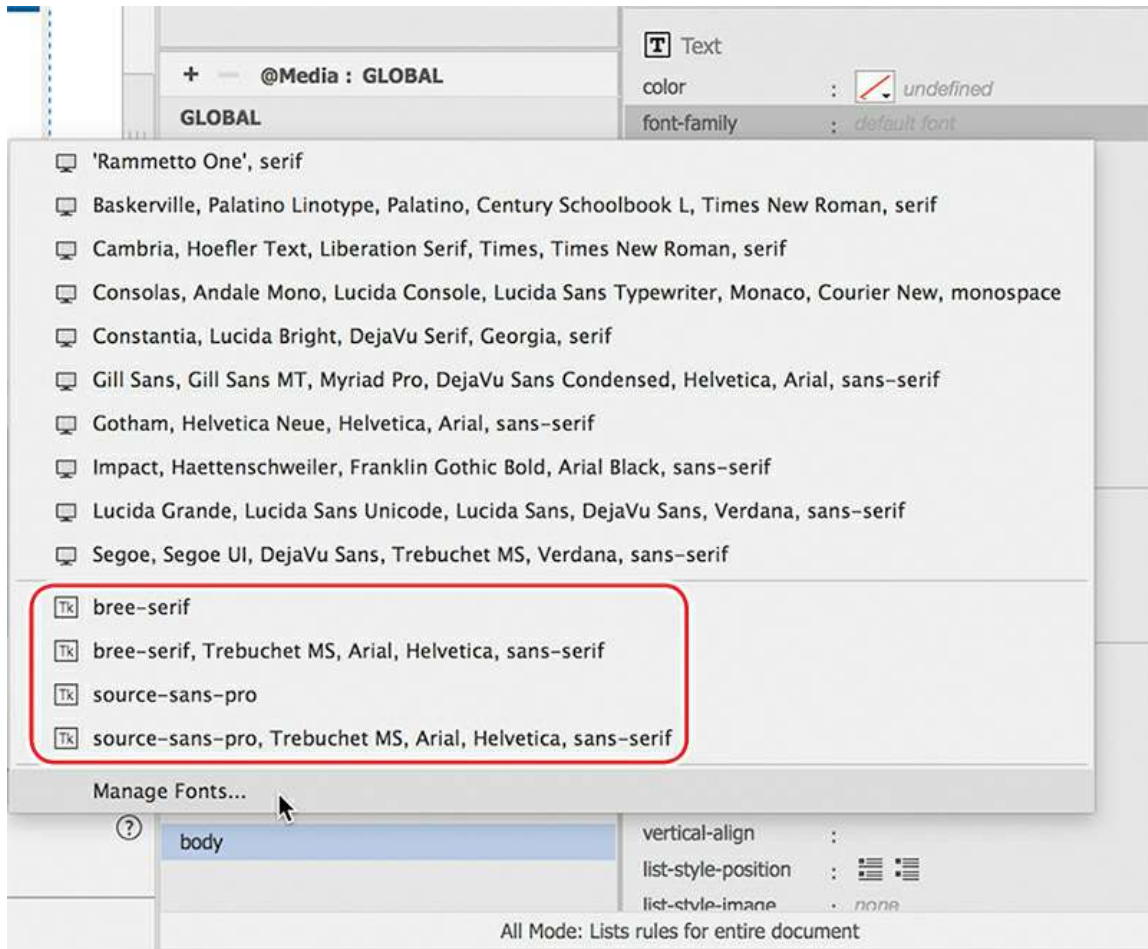 T Text
+ − @Media : GLOBAL
color : undefined
GLOBAL
font-family : default font
'Rammetto One', serif
Baskerville, Palatino Linotype, Palatino, Century Schoolbook L, Times New Roman, serif
Cambria, Hoefler Text, Liberation Serif, Times, Times New Roman, serif
Consolas, Andale Mono, Lucida Console, Lucida Sans Typewriter, Monaco, Courier New, monospace
Constantia, Lucida Bright, DejaVu Serif, Georgia, serif
Gill Sans, Gill Sans MT, Myriad Pro, DejaVu Sans Condensed, Helvetica, Arial, sans-serif
Gotham, Helvetica Neue, Helvetica, Arial, sans-serif
Impact, Haettenschweiler, Franklin Gothic Bold, Arial Black, sans-serif
Lucida Grande, Lucida Sans Unicode, Lucida Sans, DejaVu Sans, Verdana, sans-serif
Segoe, Segoe UI, DejaVu Sans, Trebuchet MS, Verdana, sans-serif
Tk bree-serif
Tk bree-serif, Trebuchet MS, Arial, Helvetica, sans-serif
Tk source-sans-pro
Tk source-sans-pro, Trebuchet MS, Arial, Helvetica, sans-serif
Manage Fonts...
?
body
vertical-align :
list-style-position :
list-style-image : none
All Mode: Lists rules for entire document